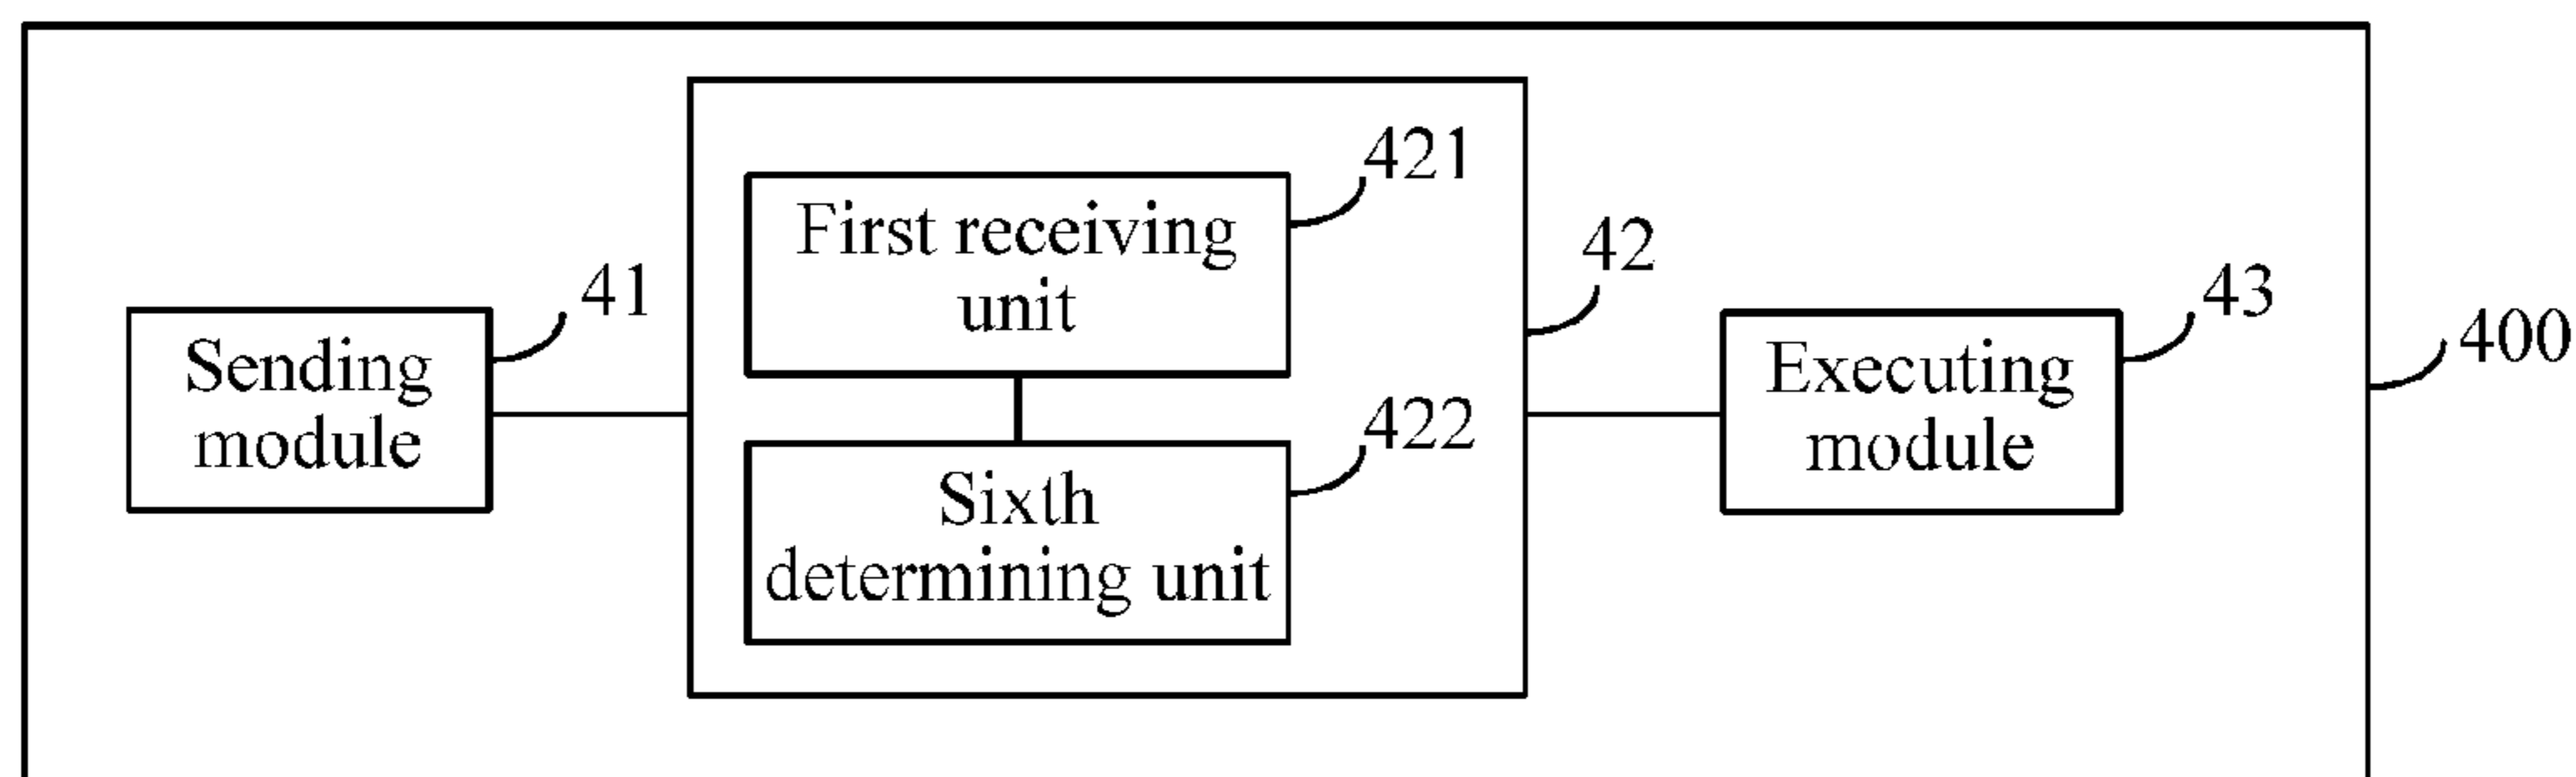 421
First receiving
unit
42
41
43
Sending
module
Executing
module
400
422
Sixth
determining unit